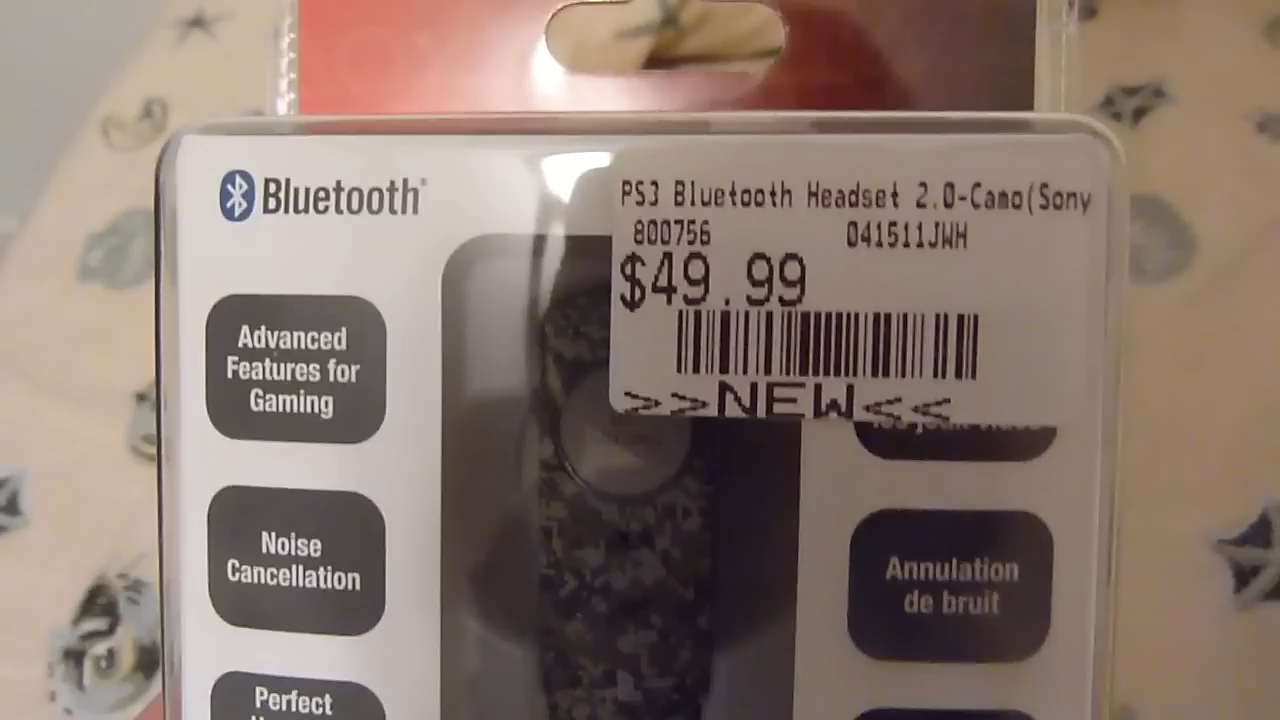 Bluetooth
PS3 Bluetooth Headset 2.0-Camo(Sony
800756 041511JWH
$49.99
>>NEW<<
Advanced
Features for
Gaming
Noise
Cancellation
Annulation
de bruit
Perfect